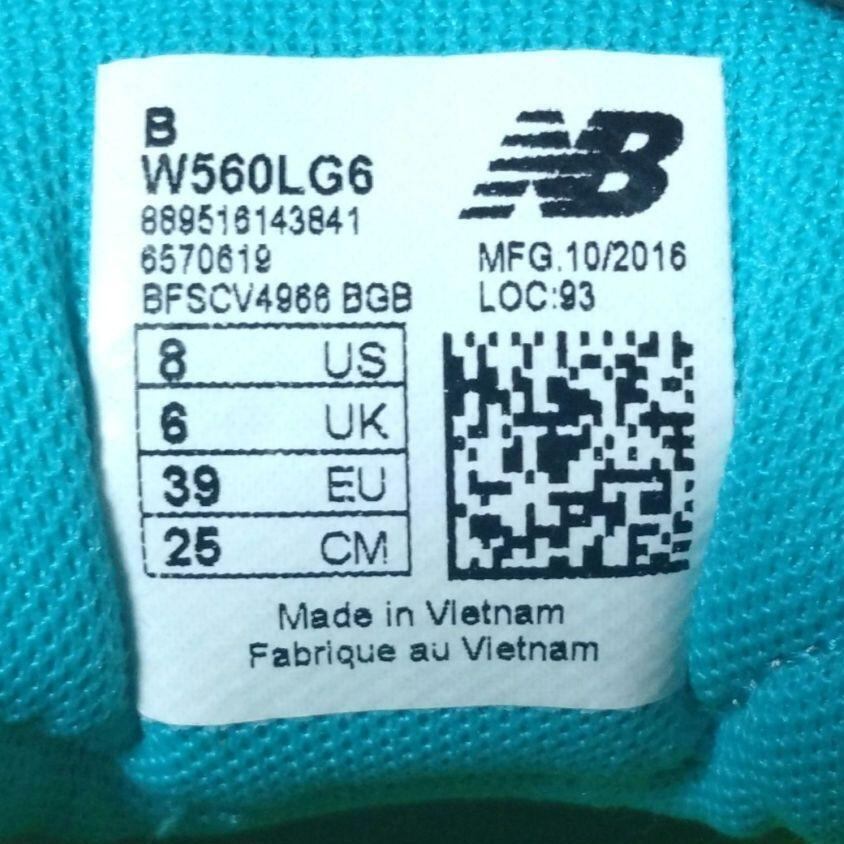 B
W560LG6
889516143841
6570619
BFSCV4966 BGB
NB
MFG.10/2016
LOC:93
8 US
6 UK
39 EU
25 CM
Made in Vietnam
Fabrique au Vietnam